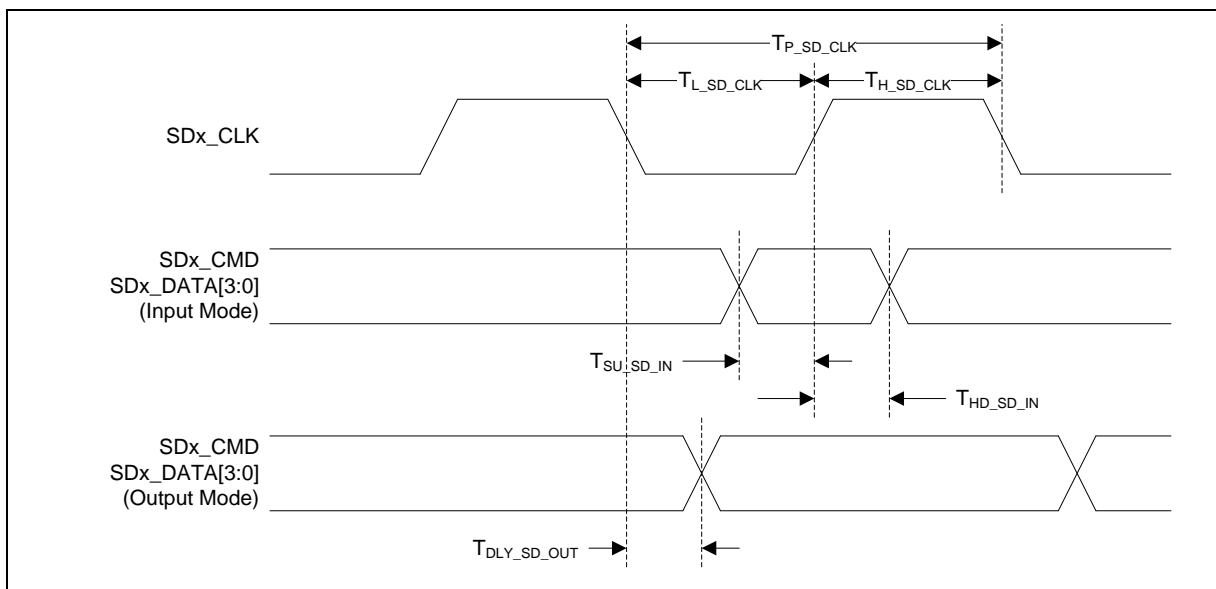 T_P_SD_CLK
T_L_SD_CLK
T_H_SD_CLK
SDx_CLK
SDx_CMD
SDx_DATA[3:0]
(Input Mode)
T_SU_SD_IN
T_HD_SD_IN
SDx_CMD
SDx_DATA[3:0]
(Output Mode)
T_DLY_SD_OUT